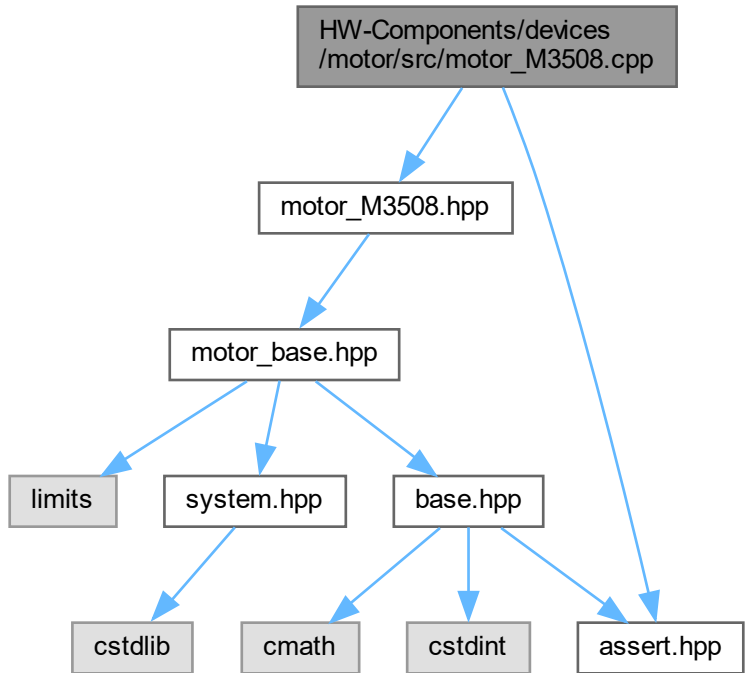 HW-Components/devices
/motor/src/motor_M3508.cpp
motor_M3508.hpp
motor_base.hpp
limits
system.hpp
base.hpp
cstdlib
cmath
cstdint
assert.hpp